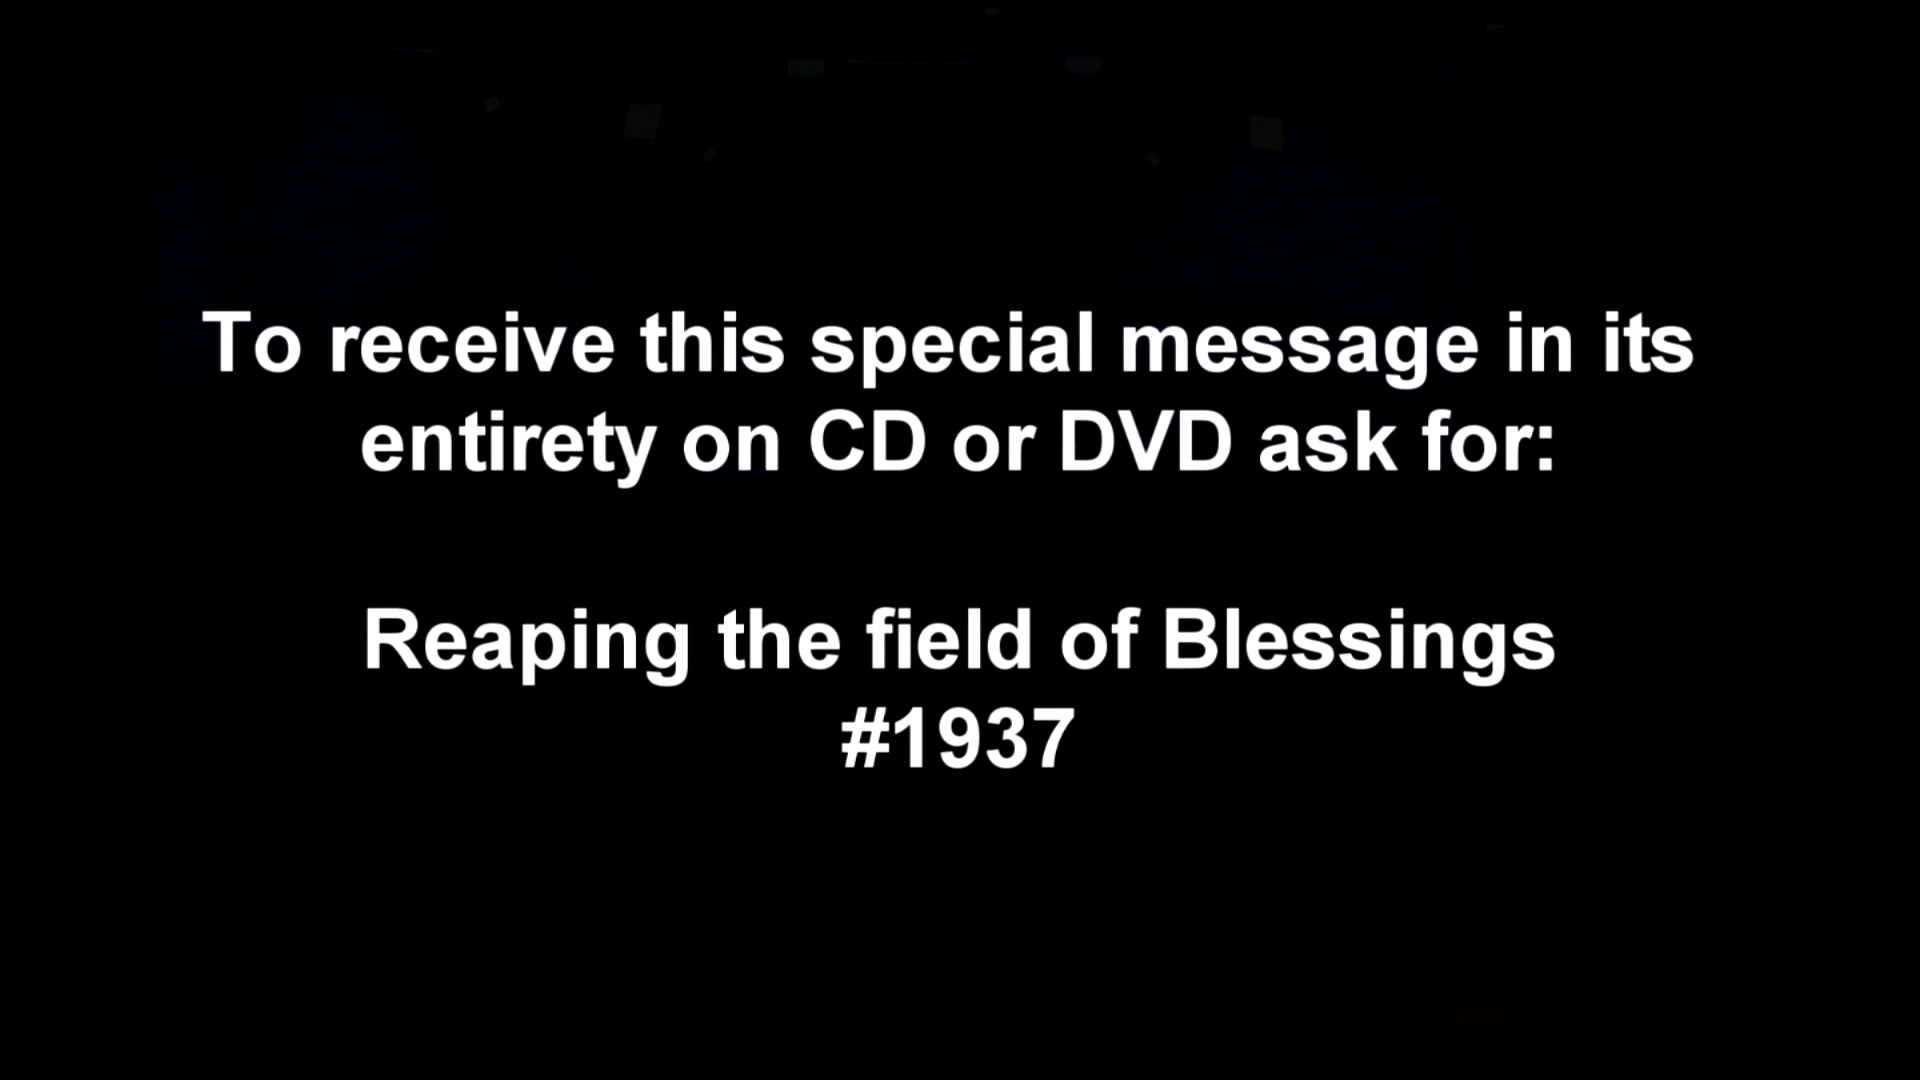 To receive this special message in its
entirety on CD or DVD ask for:
Reaping the field of Blessings
#1937